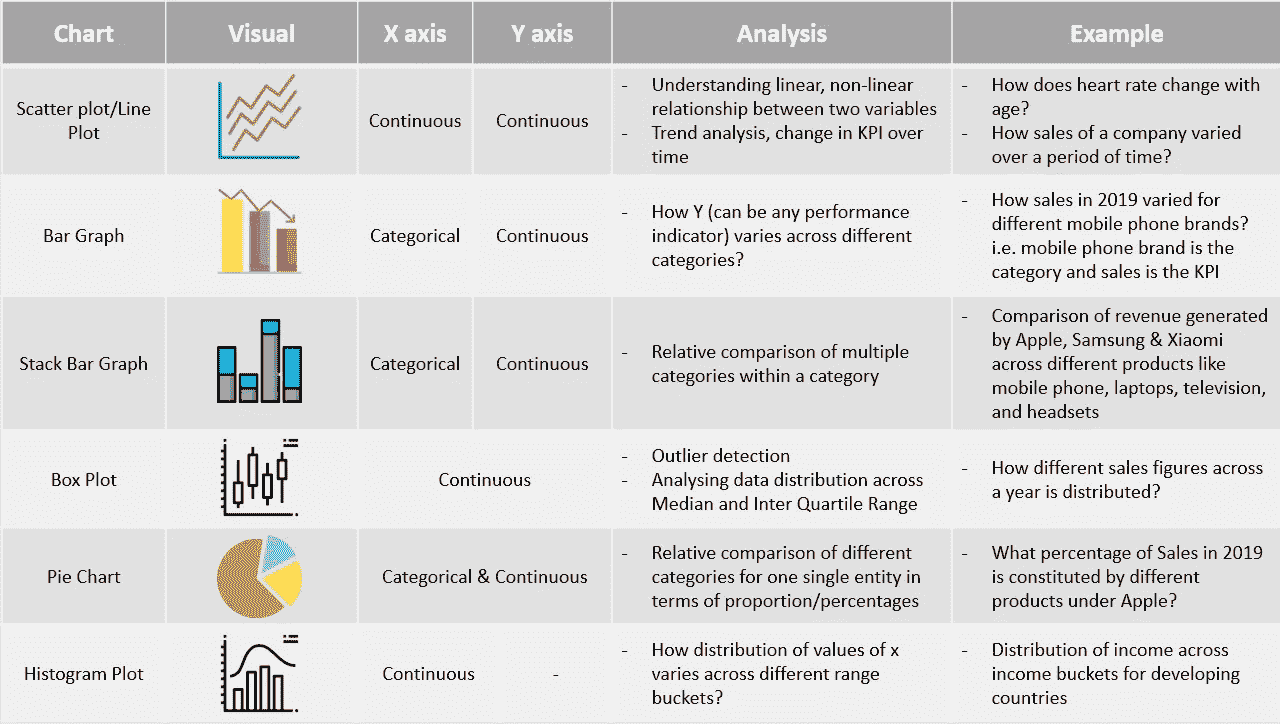 Chart Visual X axis Y axis Analysis Example
Scatter plot/Line
Plot
Continuous
Continuous
- Understanding linear, non-linear
relationship between two variables
- Trend analysis, change in KPI over
time
- How does heart rate change with
age?
- How sales of a company varied
over a period of time?
Bar Graph
Categorical
Continuous
- How Y (can be any performance
indicator) varies across different
categories?
- How sales in 2019 varied for
different mobile phone brands?
i.e. mobile phone brand is the
category and sales is the KPI
Stack Bar Graph
Categorical
Continuous
- Relative comparison of multiple
categories within a category
- Comparison of revenue generated
by Apple, Samsung & Xiaomi
across different products like
mobile phone, laptops, television,
and headsets
Box Plot
Continuous
- Outlier detection
- Analysing data distribution across
Median and Inter Quartile Range
- How different sales figures across
a year is distributed?
Pie Chart
Categorical & Continuous
- Relative comparison of different
categories for one single entity in
terms of proportion/percentages
- What percentage of Sales in 2019
is constituted by different
products under Apple?
Histogram Plot
Continuous
-
- How distribution of values of x
varies across different range
buckets?
- Distribution of income across
income buckets for developing
countries